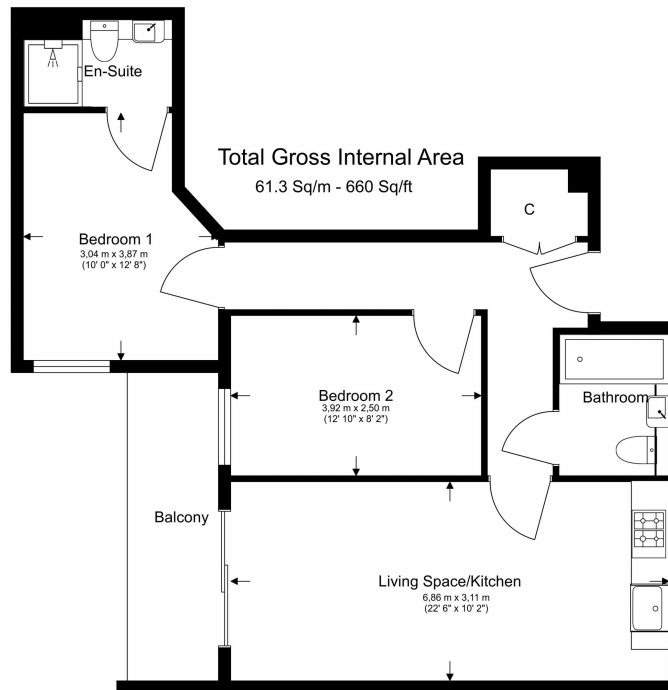 En-Suite
Total Gross Internal Area
61.3 Sq/m - 660 Sq/ft
C
Bedroom 1
3,04 m x 3,87 m
(10' 0" x 12' 8")
Bedroom 2
3,92 m x 2,50 m
(12' 10" x 8' 2")
Bathroom
Balcony
Living Space/Kitchen
6,86 m x 3,11 m
(22' 6" x 10' 2")